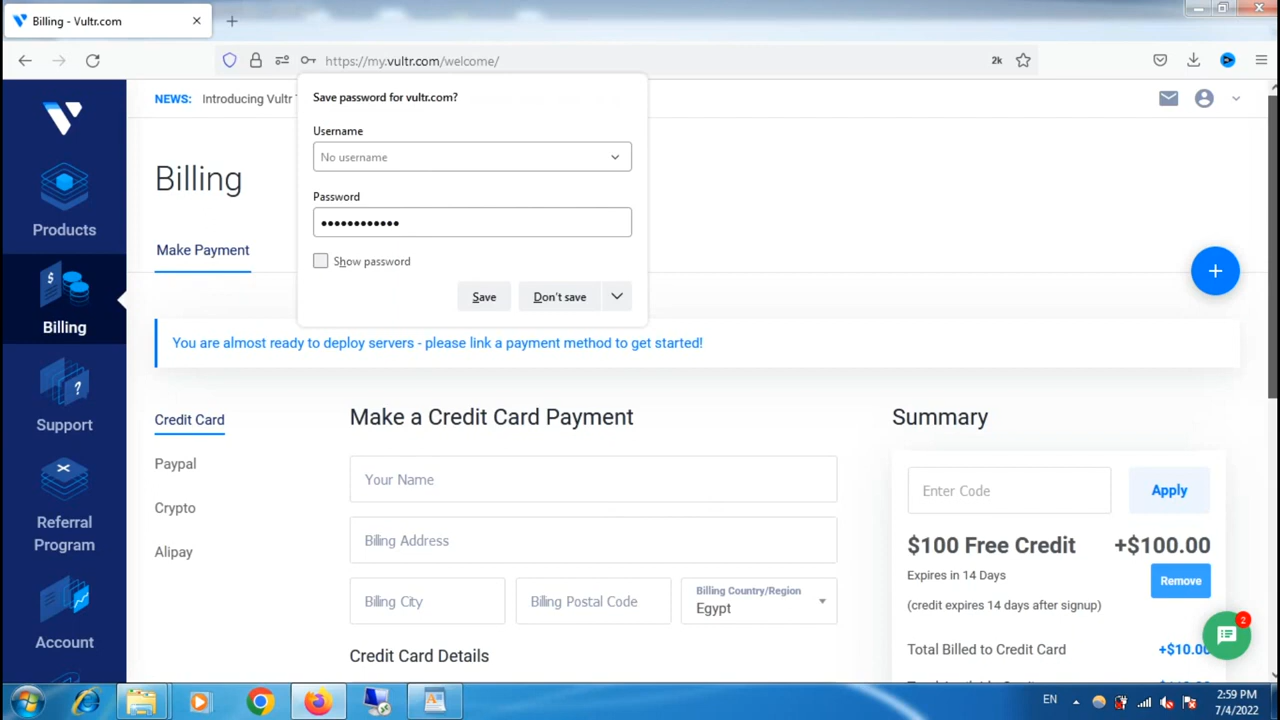 Billing - Vultr.com
https://my.vultr.com/welcome/
2k
NEWS: Introducing Vultr
Save password for vultr.com?
Username
No username
Password
••••••••••••
Show password
Save
Don't save
Billing
Make Payment
You are almost ready to deploy servers - please link a payment method to get started!
Products
$
Billing
?
Support
Referral
Program
Account
Credit Card
Paypal
Crypto
Alipay
Make a Credit Card Payment
Your Name
Billing Address
Billing City
Billing Postal Code
Billing Country/Region
Egypt
Credit Card Details
Summary
Enter Code
Apply
$100 Free Credit
+$100.00
Expires in 14 Days
Remove
(credit expires 14 days after signup)
2
Total Billed to Credit Card
+$10.00
EN
2:59 PM
7/4/2022